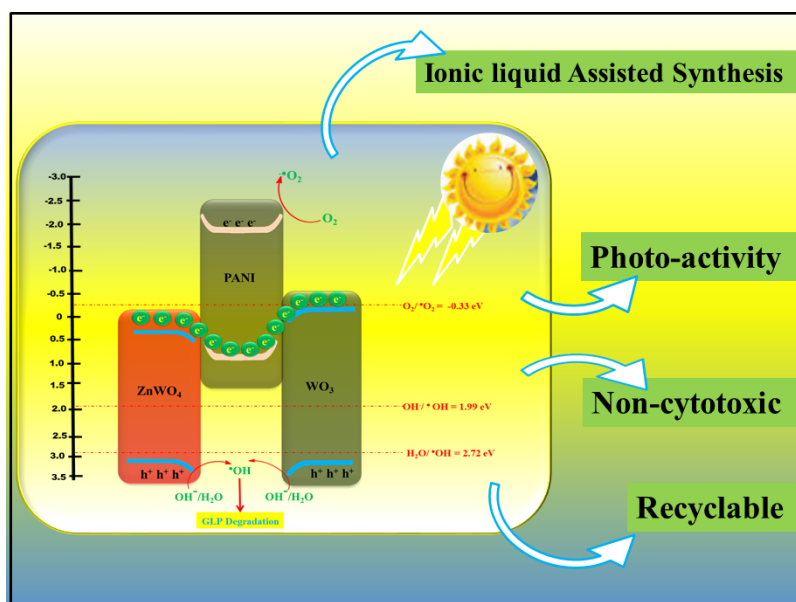 Ionic liquid Assisted Synthesis
-3.0
-2.5
-2.0
-1.5
-1.0
-0.5
0
0.5
1.0
1.5
2.0
2.5
3.0
3.5
•O₂
O₂
e⁻ e⁻ e⁻
PANI
O₂/•O₂ = -0.33 eV
e⁻ e⁻ e⁻ e⁻ e⁻ e⁻ e⁻ e⁻ e⁻ e⁻ e⁻ e⁻ e⁻
ZnWO₄
WO₃
OH⁻/•OH = 1.99 eV
H₂O/•OH = 2.72 eV
h⁺ h⁺ h⁺
•OH
h⁺ h⁺ h⁺
OH⁻/H₂O
OH⁻/H₂O
GLP Degradation
Photo-activity
Non-cytotoxic
Recyclable